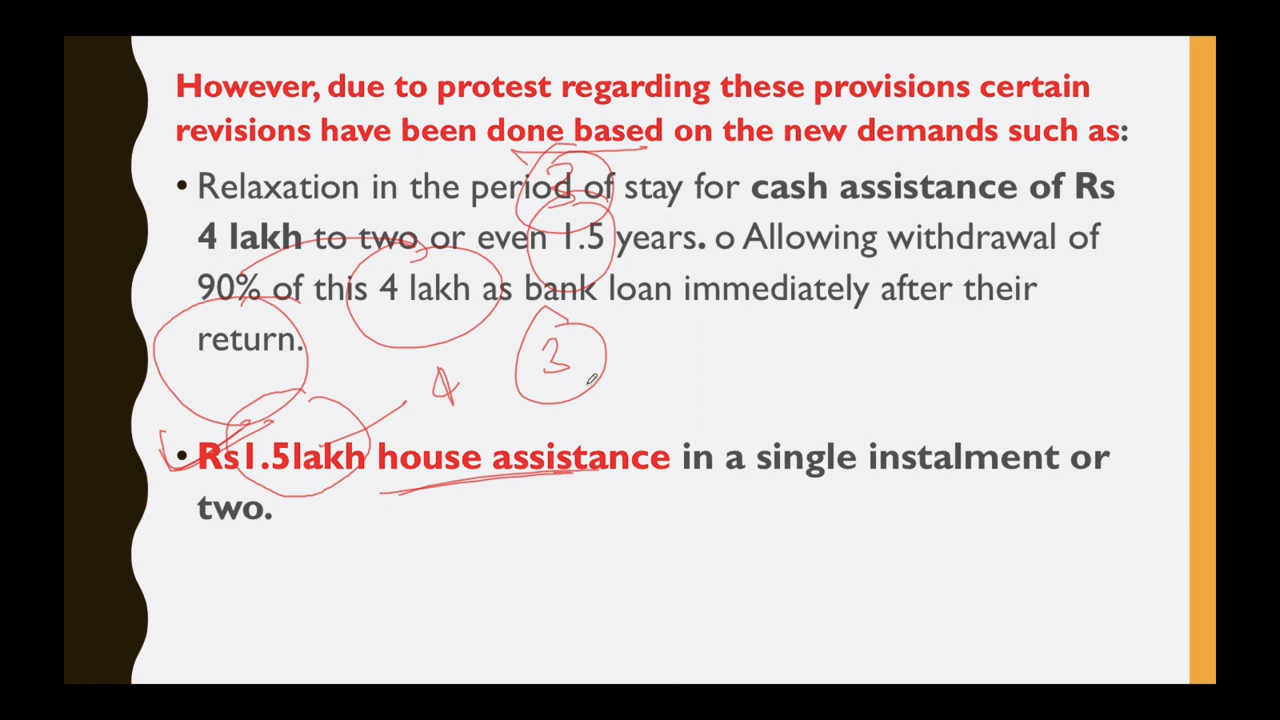 However, due to protest regarding these provisions certain
revisions have been done based on the new demands such as:
• Relaxation in the period of stay for cash assistance of Rs
4 lakh to two or even 1.5 years. o Allowing withdrawal of
90% of this 4 lakh as bank loan immediately after their
return.
3
4
• Rs1.5lakh house assistance in a single instalment or
two.